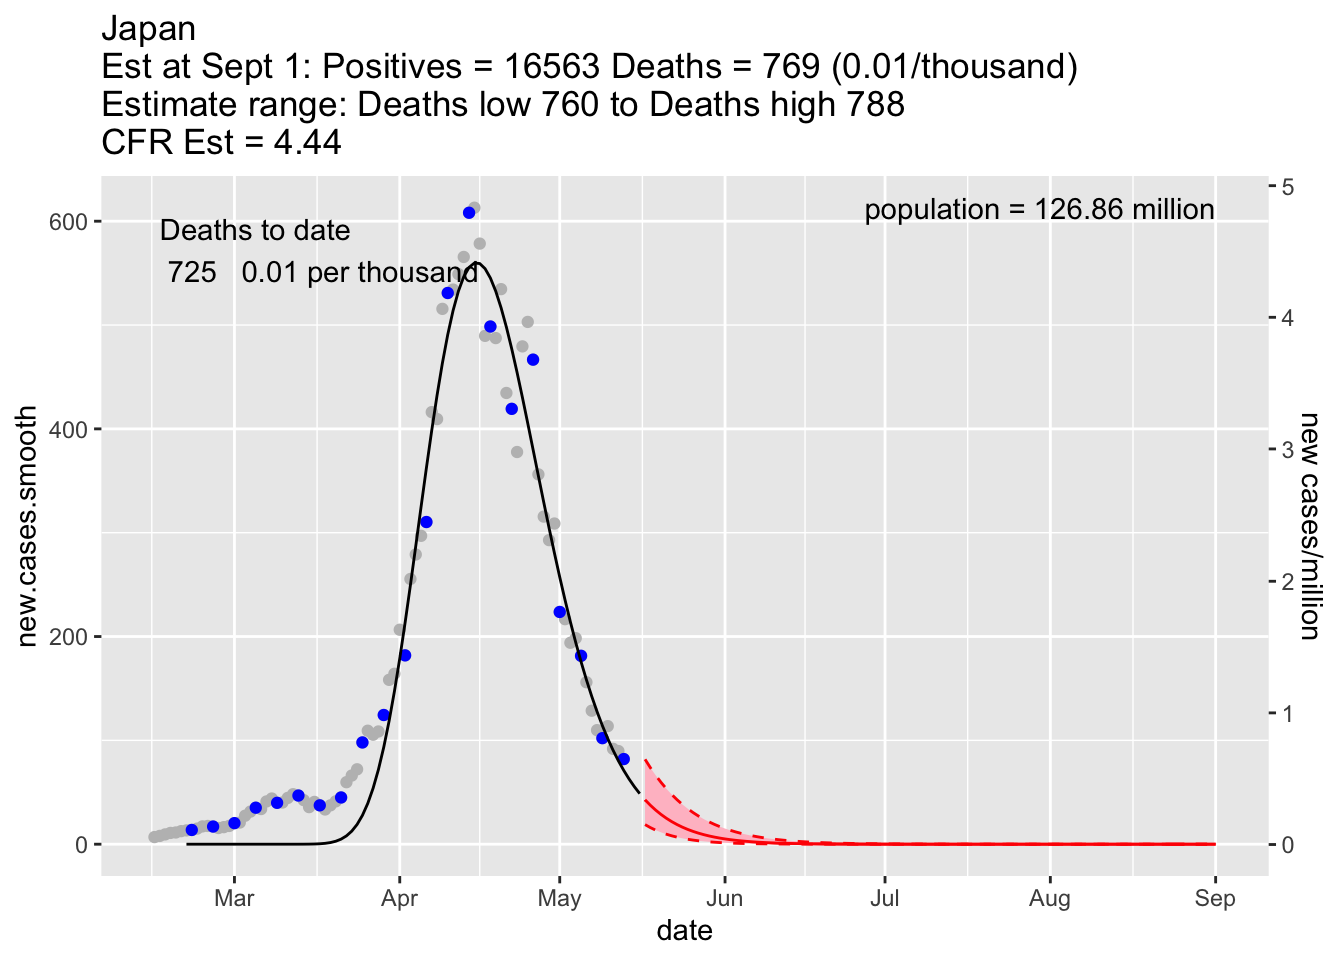 Japan
Est at Sept 1: Positives = 16563 Deaths = 769 (0.01/thousand)
Estimate range: Deaths low 760 to Deaths high 788
CFR Est = 4.44
Deaths to date
725 0.01 per thousand
population = 126.86 million
new.cases.smooth
600
400
200
0
5
4
3
2
1
0
new cases/million
Mar Apr May Jun Jul Aug Sep
date